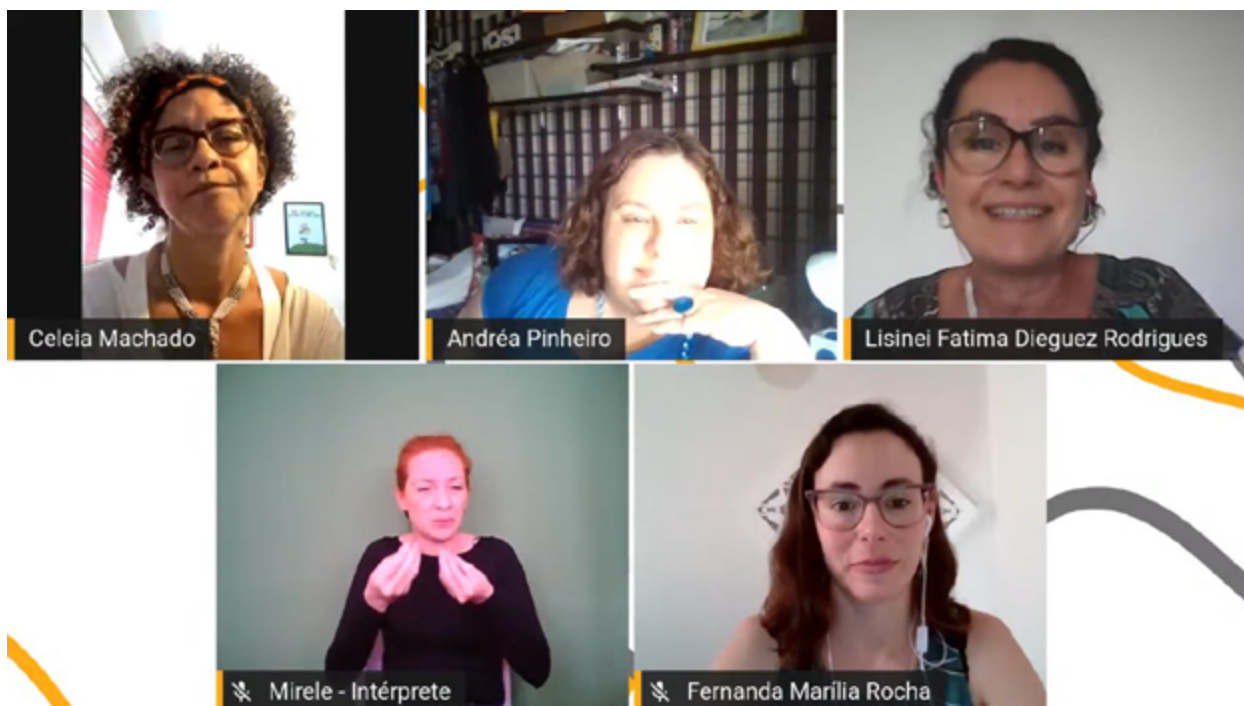 Celeia Machado
Andréa Pinheiro
Lisinei Fatima Dieguez Rodrigues
Mirele - Intérprete
Fernanda Marília Rocha